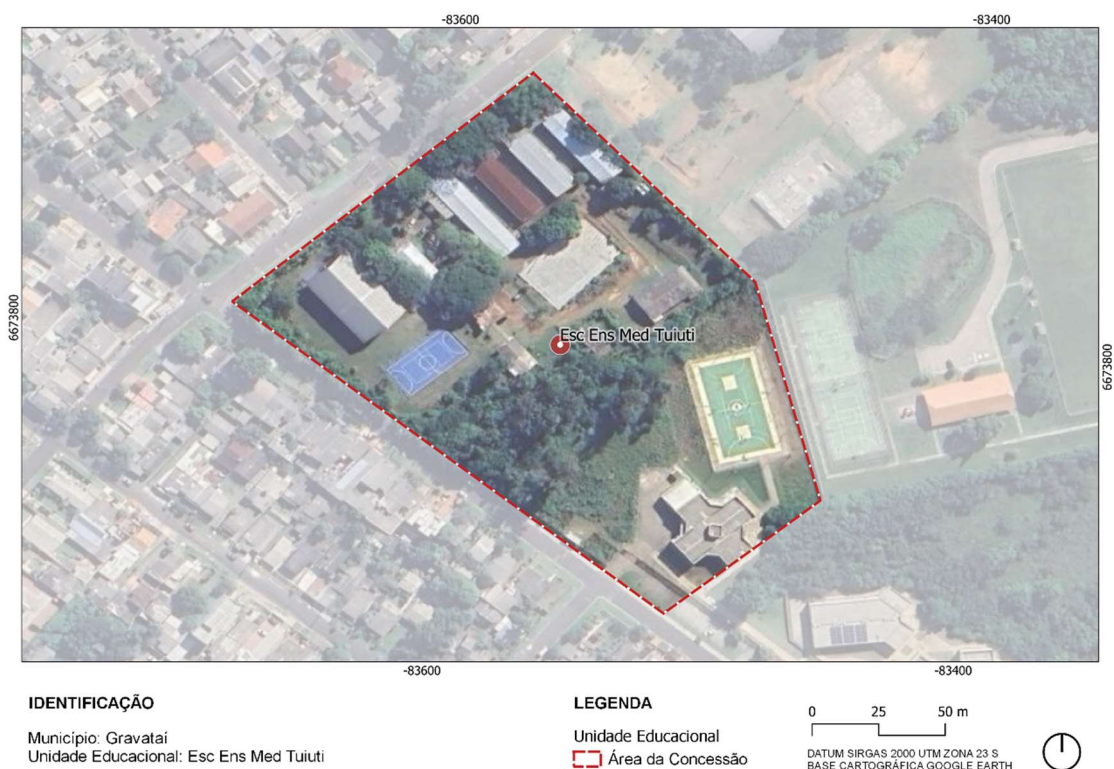 -83600
-83400
6673800
6673800
Esc Ens Med Tuiuti
-83600
-83400
IDENTIFICAÇÃO
Município: Gravataí
Unidade Educacional: Esc Ens Med Tuiuti
LEGENDA
Unidade Educacional
Área da Concessão
0 25 50 m
DATUM SIRGAS 2000 UTM ZONA 23 S
BASE CARTOGRÁFICA GOOGLE EARTH